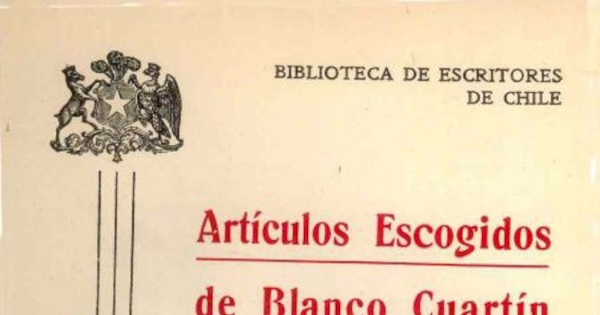 BIBLIOTECA DE ESCRITORES
DE CHILE
Artículos Escogidos
de Blanco Cuartín